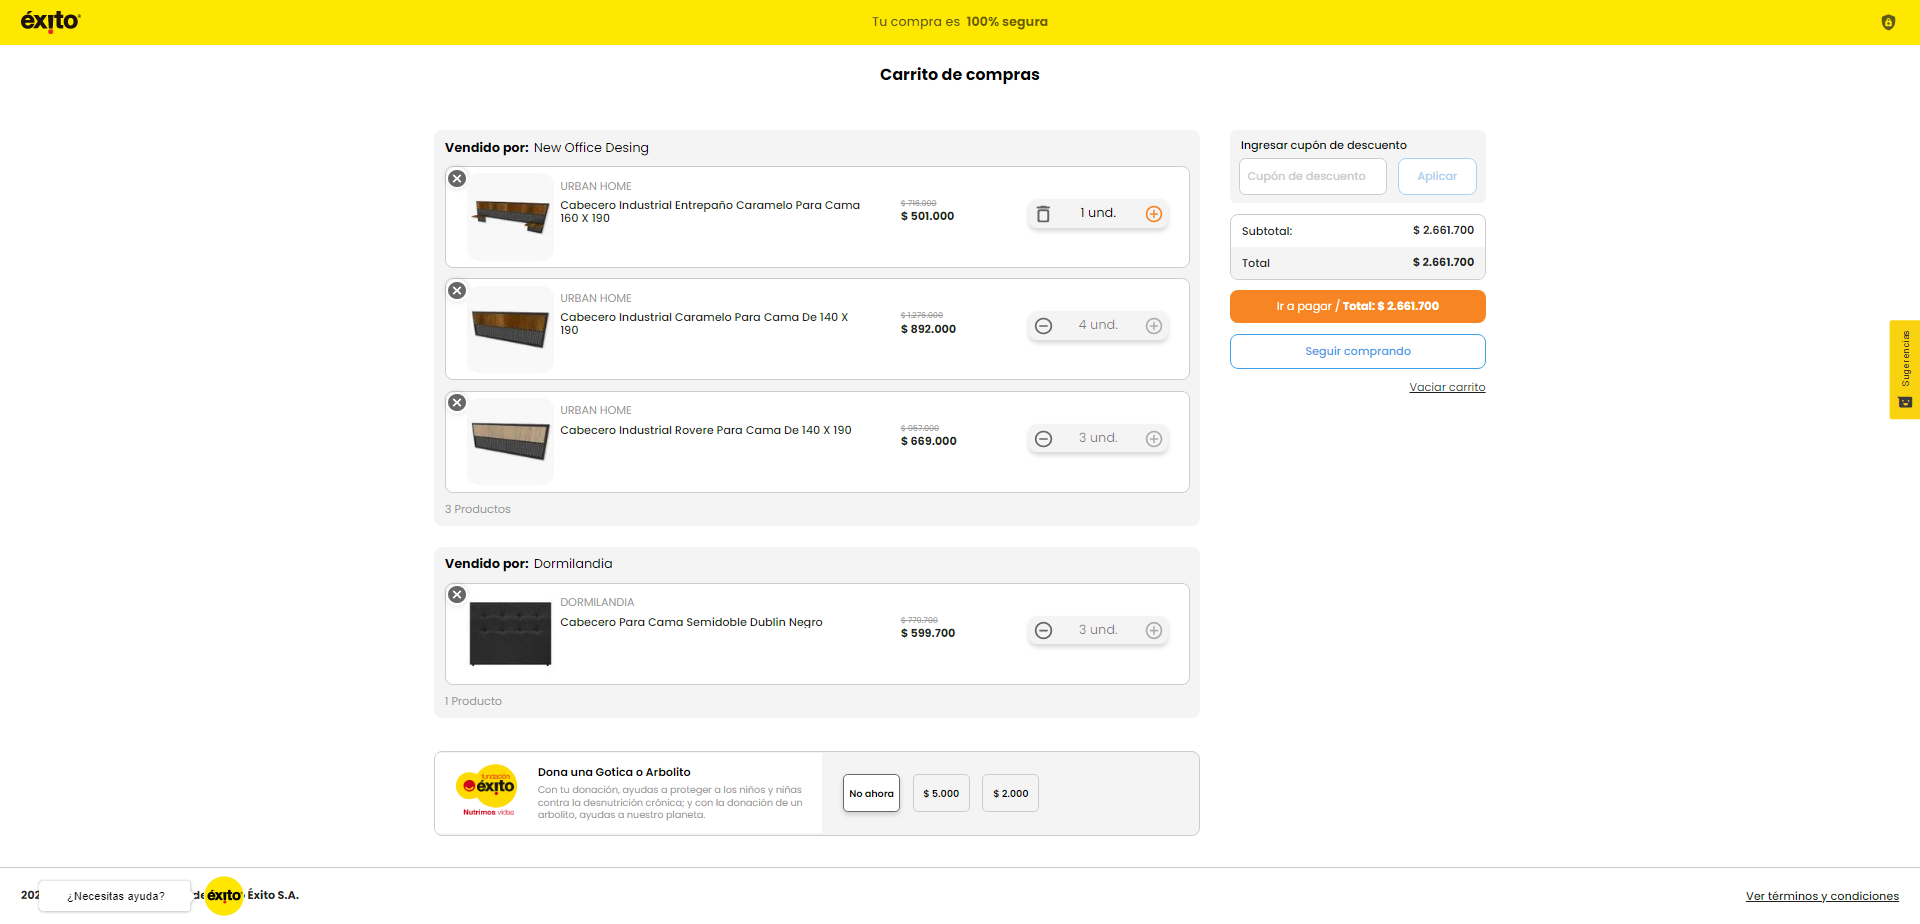 éxito
Tu compra es 100% segura
Carrito de compras
Vendido por: New Office Desing
URBAN HOME
Cabecero Industrial Entrepaño Caramelo Para Cama
160 X 190
$ 501.000
1 und.
URBAN HOME
Cabecero Industrial Caramelo Para Cama De 140 X
190
$ 1.276.000
$ 892.000
4 und.
URBAN HOME
Cabecero Industrial Rovere Para Cama De 140 X 190
$ 957.000
$ 669.000
3 und.
3 Productos
Vendido por: Dormilandia
DORMILANDIA
Cabecero Para Cama Semidoble Dublín Negro
$ 779.700
$ 599.700
3 und.
1 Producto
Ingresar cupón de descuento
Cupón de descuento
Aplicar
Subtotal:
$ 2.661.700
Total
$ 2.661.700
Ir a pagar / Total: $ 2.661.700
Seguir comprando
Vaciar carrito
Sugerencias
fundación
éxito
Nutrimos vidas
Dona una Gotica o Arbolito
Con tu donación, ayudas a proteger a los niños y niñas
contra la desnutrición crónica; y con la donación de un
arbolito, ayudas a nuestro planeta.
No ahora
$ 5.000
$ 2.000
202
¿Necesitas ayuda?
de
éxito
Éxito S.A.
Ver términos y condiciones